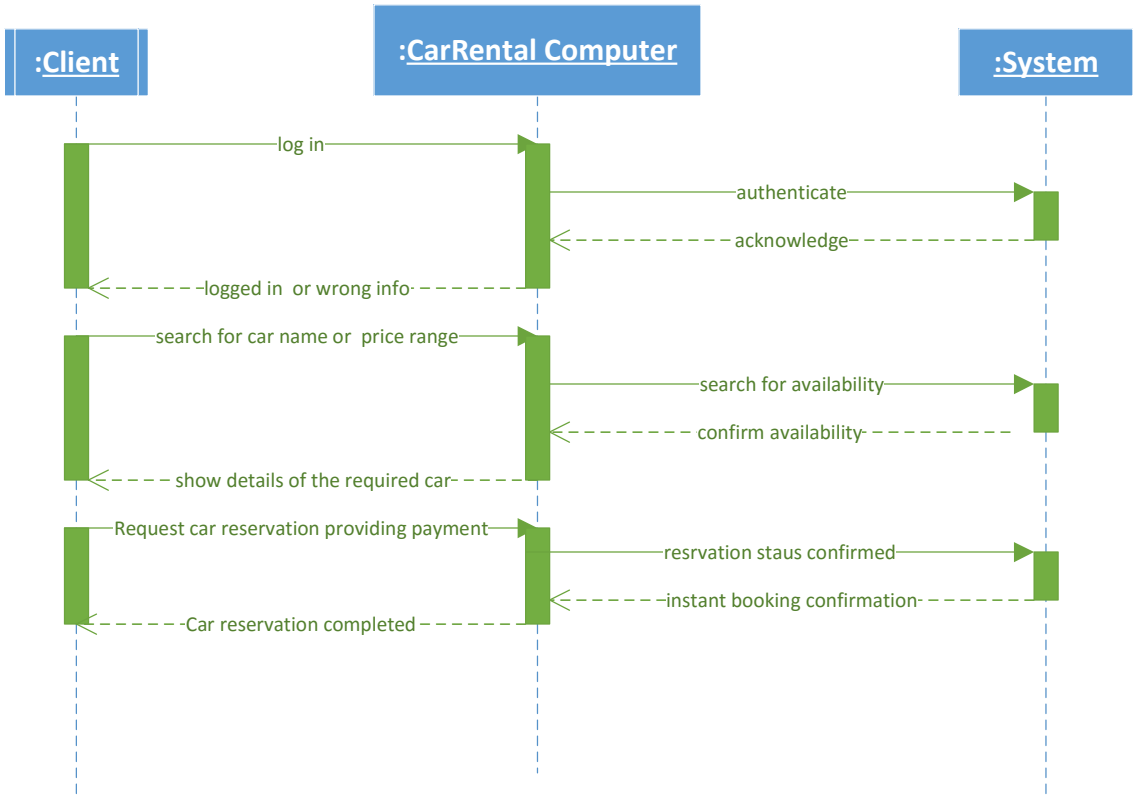 :Client
:CarRental Computer
:System
log in
authenticate
acknowledge
logged in or wrong info
search for car name or price range
search for availability
confirm availability
show details of the required car
Request car reservation providing payment
resrvation staus confirmed
instant booking confirmation
Car reservation completed